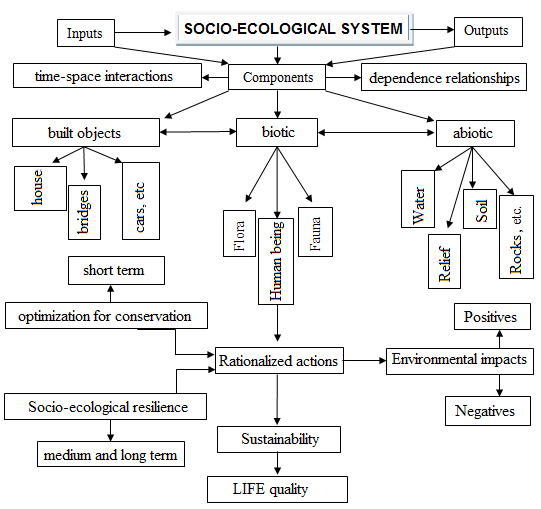 Inputs
SOCIO-ECOLOGICAL SYSTEM
Outputs
time-space interactions
Components
dependence relationships
built objects
biotic
abiotic
house
bridges
cars, etc
Flora
Human being
Fauna
Water
Relief
Soil
Rocks , etc.
short term
optimization for conservation
Positives
Rationalized actions
Environmental impacts
Socio-ecological resilience
Negatives
medium and long term
Sustainability
LIFE quality